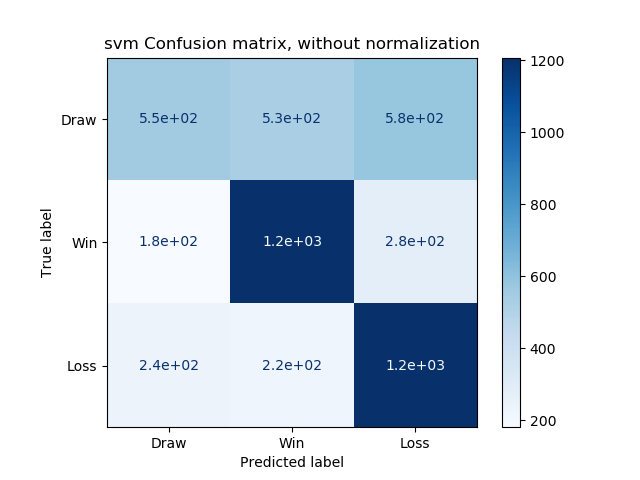 svm Confusion matrix, without normalization
Draw 5.5e+02 5.3e+02 5.8e+02
Win 1.8e+02 1.2e+03 2.8e+02
Loss 2.4e+02 2.2e+02 1.2e+03
Draw Win Loss
Predicted label
True label
1200
1000
800
600
400
200